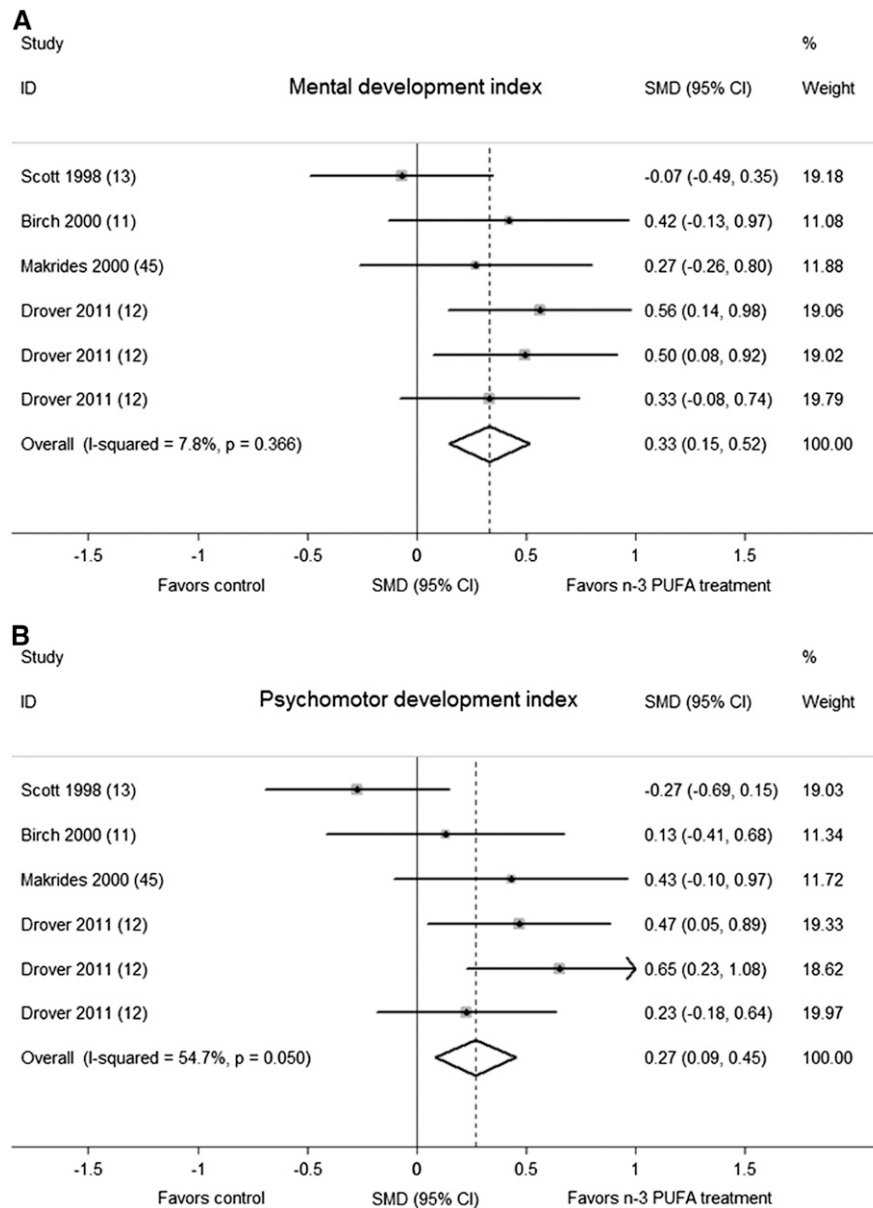 A
Study %
ID Mental development index SMD (95% CI) Weight
Scott 1998 (13) -0.07 (-0.49, 0.35) 19.18
Birch 2000 (11) 0.42 (-0.13, 0.97) 11.08
Makrides 2000 (45) 0.27 (-0.26, 0.80) 11.88
Drover 2011 (12) 0.56 (0.14, 0.98) 19.06
Drover 2011 (12) 0.50 (0.08, 0.92) 19.02
Drover 2011 (12) 0.33 (-0.08, 0.74) 19.79
Overall (I-squared = 7.8%, p = 0.366) 0.33 (0.15, 0.52) 100.00
-1.5 -1 -0.5 0 0.5 1 1.5
Favors control SMD (95% CI) Favors n-3 PUFA treatment
B
Study %
ID Psychomotor development index SMD (95% CI) Weight
Scott 1998 (13) -0.27 (-0.69, 0.15) 19.03
Birch 2000 (11) 0.13 (-0.41, 0.68) 11.34
Makrides 2000 (45) 0.43 (-0.10, 0.97) 11.72
Drover 2011 (12) 0.47 (0.05, 0.89) 19.33
Drover 2011 (12) 0.65 (0.23, 1.08) 18.62
Drover 2011 (12) 0.23 (-0.18, 0.64) 19.97
Overall (I-squared = 54.7%, p = 0.050) 0.27 (0.09, 0.45) 100.00
-1.5 -1 -0.5 0 0.5 1 1.5
Favors control SMD (95% CI) Favors n-3 PUFA treatment